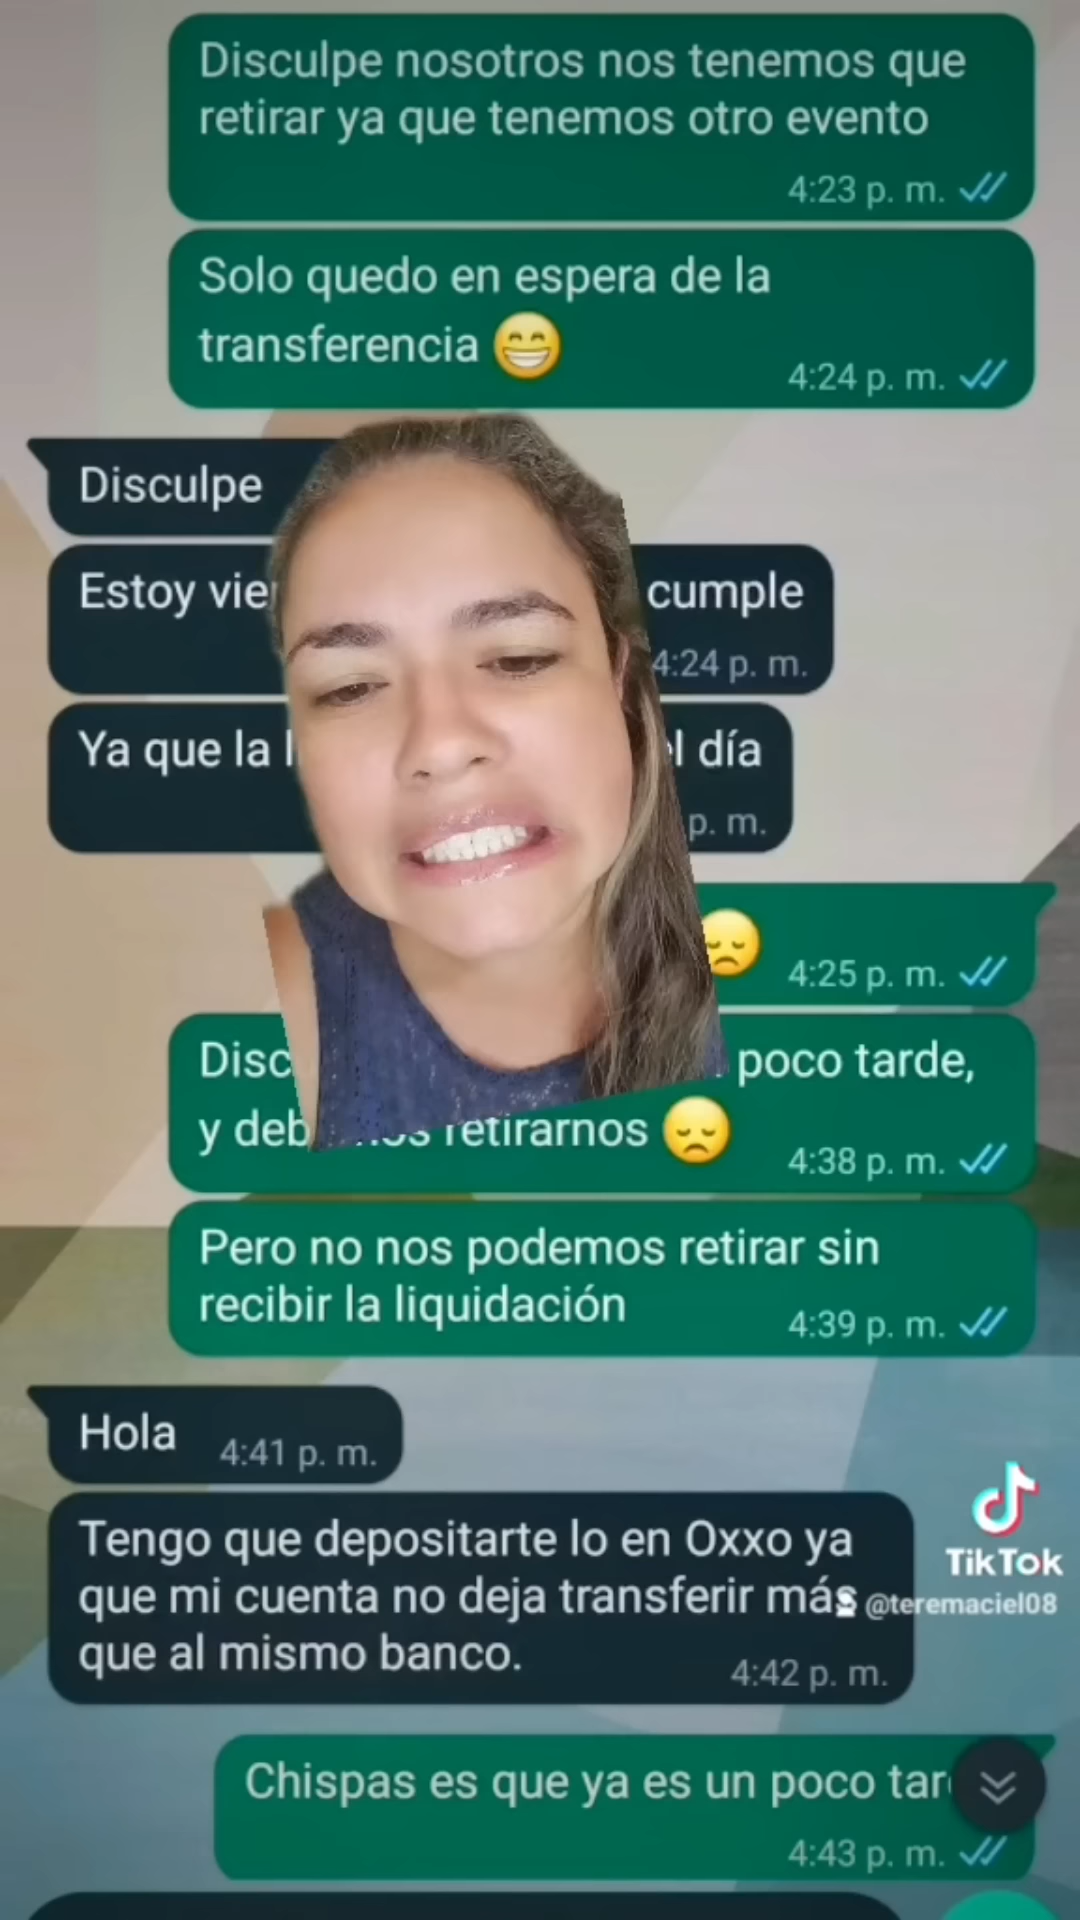 Disculpe nosotros nos tenemos que
retirar ya que tenemos otro evento
4:23 p. m.
Solo quedo en espera de la
transferencia
4:24 p. m.
Disculpe
Estoy cumple
4:24 p. m.
Ya que la día
p. m.
4:25 p. m.
poco tarde,
y retirarnos
4:38 p. m.
Pero no nos podemos retirar sin
recibir la liquidación
4:39 p. m.
Hola
4:41 p. m.
Tengo que depositarte lo en Oxxo ya
que mi cuenta no deja transferir más
que al mismo banco.
4:42 p. m.
TikTok
@teremaciel08
Chispas es que ya es un poco
4:43 p. m.